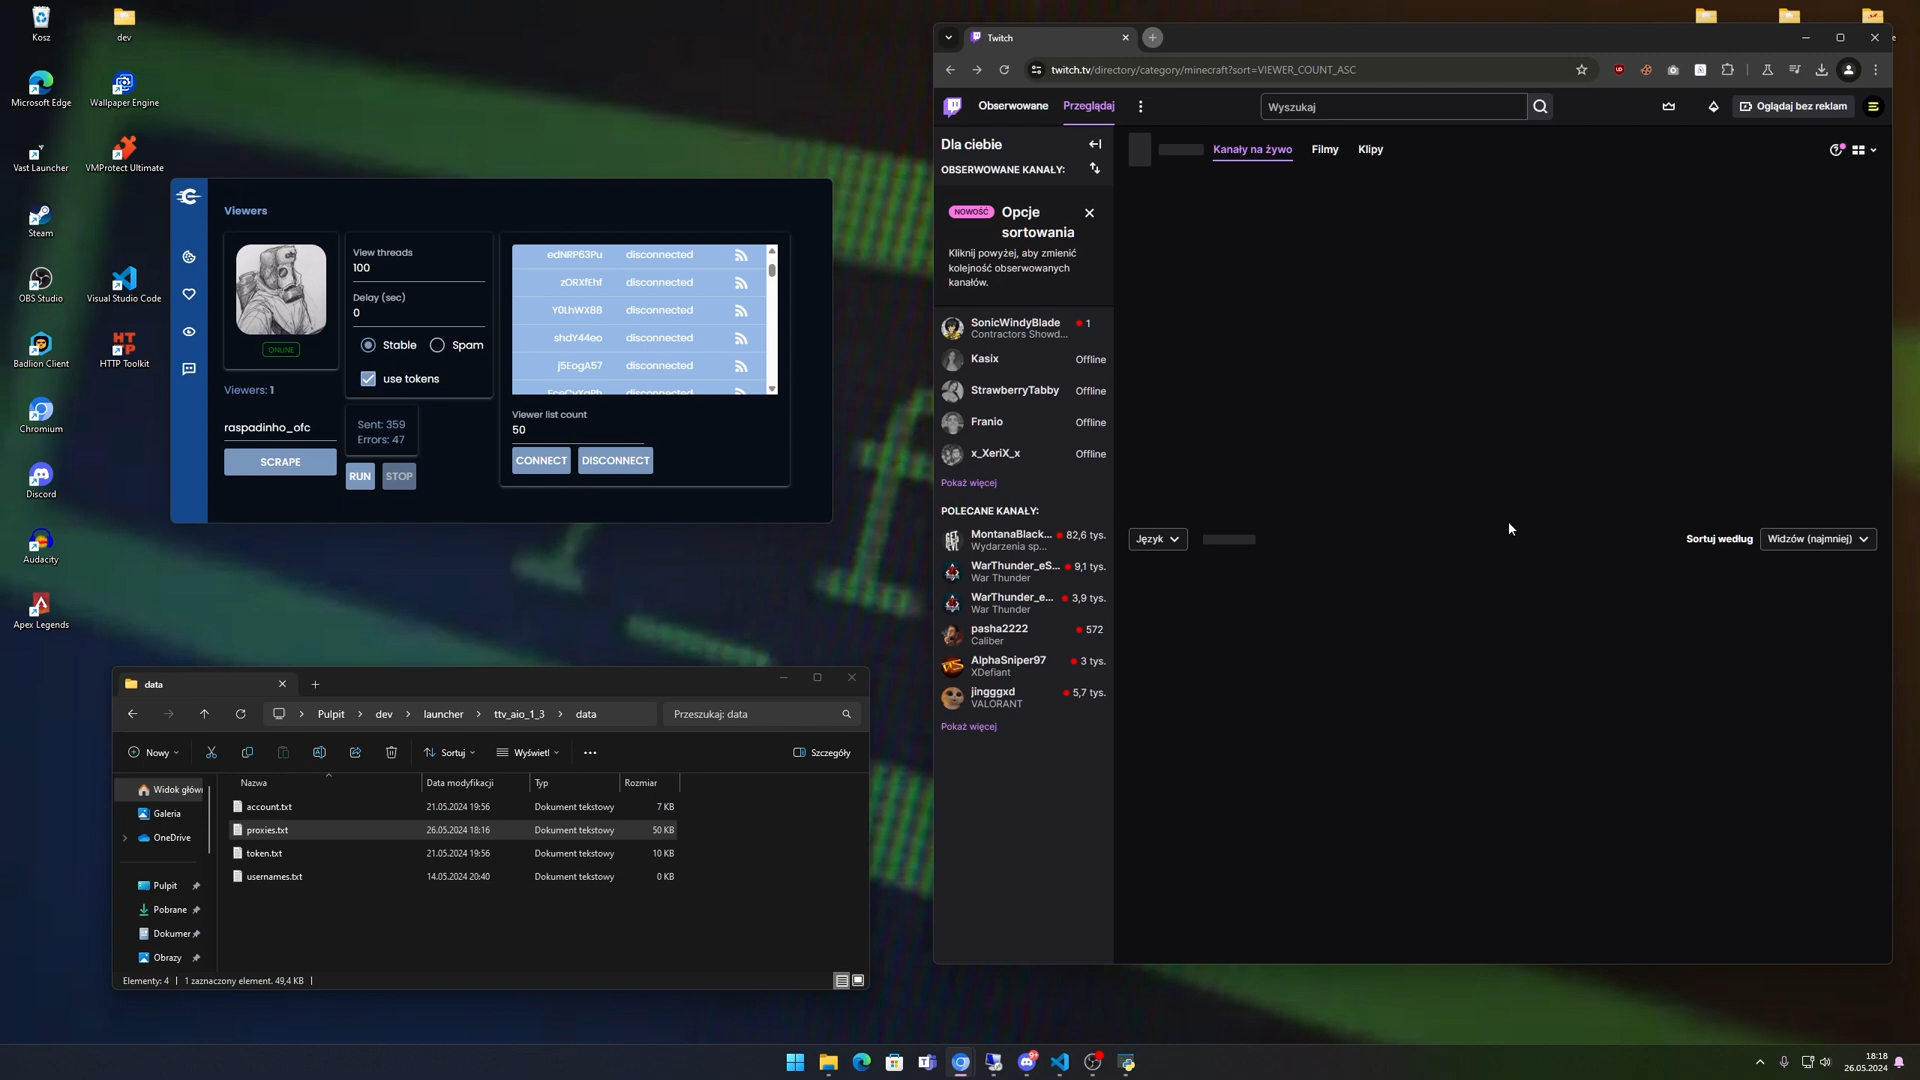 Kosz
dev
Microsoft Edge
Wallpaper Engine
Vast Launcher
VMProtect Ultimate
Steam
OBS Studio
Visual Studio Code
Badlion Client
HTTP Toolkit
Chromium
Discord
Audacity
Apex Legends
Viewers
ONLINE
Viewers: 1
raspadinho_ofc
SCRAPE
View threads
100
Delay (sec)
0
Stable
Spam
use tokens
Sent: 359
Errors: 47
RUN
STOP
edNRP63Pu disconnected
zORXfEhf disconnected
Y0LhWX88 disconnected
shdY44eo disconnected
j5EogA57 disconnected
disconnected
Viewer list count
50
CONNECT
DISCONNECT
data
Pulpit
dev
launcher
ttv_aio_1_3
data
Przeszukaj: data
Nowy
Sortuj
Wyświetl
Szczegóły
Widok główn
Galeria
OneDrive
Pulpit
Pobrane
Dokumer
Obrazy
Nazwa Data modyfikacji Typ Rozmiar
account.txt 21.05.2024 19:56 Dokument tekstowy 7 KB
proxies.txt 26.05.2024 18:16 Dokument tekstowy 50 KB
token.txt 21.05.2024 19:56 Dokument tekstowy 10 KB
usernames.txt 14.05.2024 20:40 Dokument tekstowy 0 KB
Elementy: 4 1 zaznaczony element. 49,4 KB
Twitch
twitch.tv/directory/category/minecraft?sort=VIEWER_COUNT_ASC
Obserwowane
Przeglądaj
Wyszukaj
Oglądaj bez reklam
Dla ciebie
OBSERWOWANE KANAŁY:
NOWOŚĆ
Opcje
sortowania
Kliknij powyżej, aby zmienić
kolejność obserwowanych
kanałów.
SonicWindyBlade 1
Contractors Showd...
Kasix Offline
StrawberryTabby Offline
Franio Offline
x_XeriX_x Offline
Pokaż więcej
POLECANE KANAŁY:
MontanaBlack... 82,6 tys.
Wydarzenia sp...
WarThunder_eS... 9,1 tys.
War Thunder
WarThunder_e... 3,9 tys.
War Thunder
pasha2222 572
Caliber
AlphaSniper97 3 tys.
XDefiant
jingggxd 5,7 tys.
VALORANT
Pokaż więcej
Kanały na żywo
Filmy
Klipy
Język
Sortuj według
Widzów (najmniej)
18:18
26.05.2024